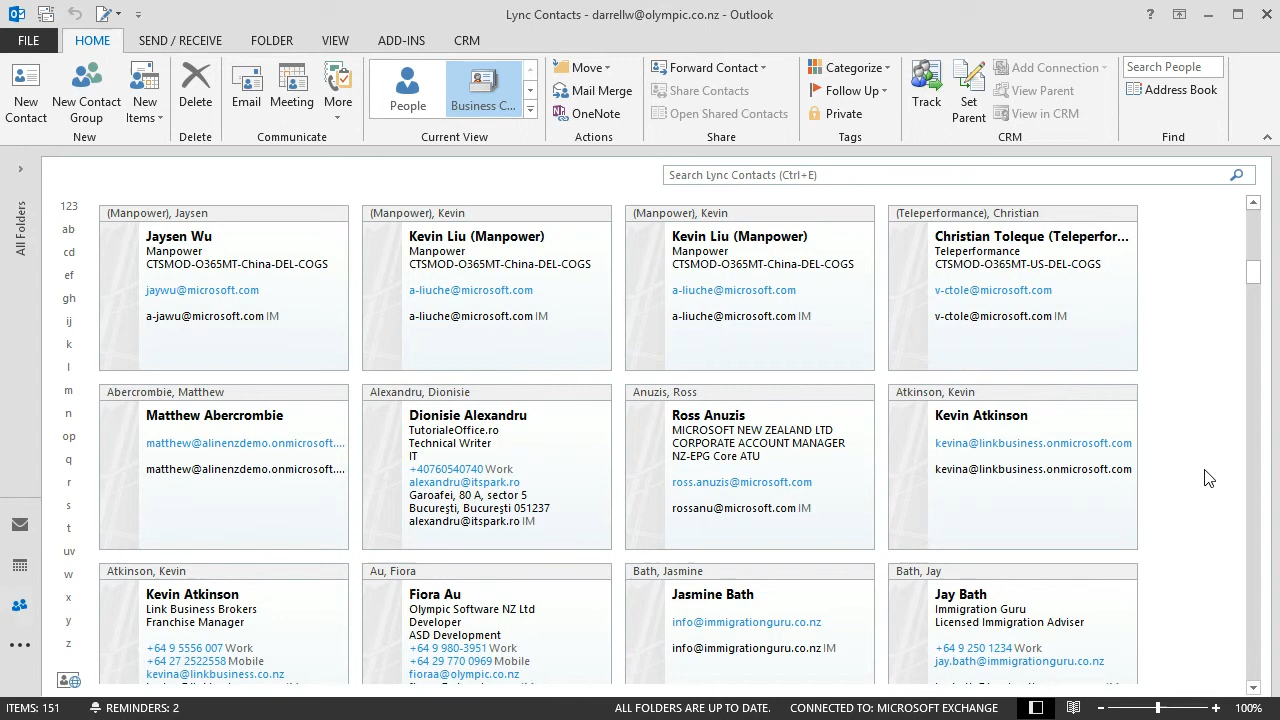 Lync Contacts - darrellw@olympic.co.nz - Outlook
FILE HOME SEND / RECEIVE FOLDER VIEW ADD-INS CRM
New Contact
New Contact Group
New Items
New
Delete
Delete
Email
Meeting
More
Communicate
People
Business C...
Current View
Move
Mail Merge
OneNote
Actions
Forward Contact
Share Contacts
Open Shared Contacts
Share
Categorize
Follow Up
Private
Tags
Track
Set Parent
Add Connection
View Parent
View in CRM
CRM
Search People
Address Book
Find
All Folders
Search Lync Contacts (Ctrl+E)
123
ab
cd
ef
gh
ij
k
l
m
n
op
q
r
s
t
uv
w
x
y
z
(Manpower), Jaysen
Jaysen Wu
Manpower
CTSMOD-O365MT-China-DEL-COGS
jaywu@microsoft.com
a-jawu@microsoft.com IM
(Manpower), Kevin
Kevin Liu (Manpower)
Manpower
CTSMOD-O365MT-China-DEL-COGS
a-liuche@microsoft.com
a-liuche@microsoft.com IM
(Manpower), Kevin
Kevin Liu (Manpower)
Manpower
CTSMOD-O365MT-China-DEL-COGS
a-liuche@microsoft.com
a-liuche@microsoft.com IM
(Teleperformance), Christian
Christian Toleque (Teleperfor...
Teleperformance
CTSMOD-O365MT-US-DEL-COGS
v-ctole@microsoft.com
v-ctole@microsoft.com IM
Abercrombie, Matthew
Matthew Abercrombie
matthew@alinenzdemo.onmicrosoft....
matthew@alinenzdemo.onmicrosoft....
Alexandru, Dionisie
Dionisie Alexandru
TutorialeOffice.ro
Technical Writer
IT
+40760540740 Work
alexandru@itspark.ro
Garoafei, 80 A, sector 5
București, București 051237
alexandru@itspark.ro IM
Anuzis, Ross
Ross Anuzis
MICROSOFT NEW ZEALAND LTD
CORPORATE ACCOUNT MANAGER
NZ-EPG Core ATU
ross.anuzis@microsoft.com
rossanu@microsoft.com IM
Atkinson, Kevin
Kevin Atkinson
kevina@linkbusiness.onmicrosoft.com
kevina@linkbusiness.onmicrosoft.com
Atkinson, Kevin
Kevin Atkinson
Link Business Brokers
Franchise Manager
+64 9 5556 007 Work
+64 27 2522558 Mobile
kevina@linkbusiness.co.nz
Au, Fiora
Fiora Au
Olympic Software NZ Ltd
Developer
ASD Development
+64 9 980-3951 Work
+64 29 770 0969 Mobile
fioraa@olympic.co.nz
Bath, Jasmine
Jasmine Bath
info@immigrationguru.co.nz
info@immigrationguru.co.nz IM
Bath, Jay
Jay Bath
Immigration Guru
Licensed Immigration Adviser
+64 9 250 1234 Work
jay.bath@immigrationguru.co.nz
ITEMS: 151 REMINDERS: 2 ALL FOLDERS ARE UP TO DATE. CONNECTED TO: MICROSOFT EXCHANGE 100%